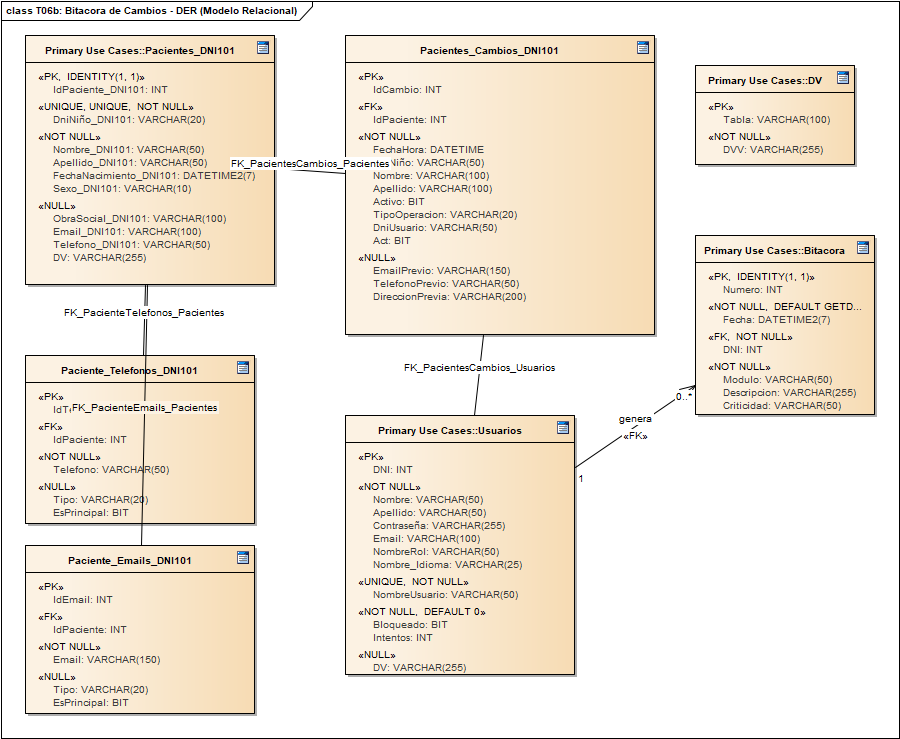 class T06b: Bitacora de Cambios - DER (Modelo Relacional)
Primary Use Cases::Pacientes_DNI101
«PK, IDENTITY(1, 1)»
IdPaciente_DNI101: INT
«UNIQUE, UNIQUE, NOT NULL»
DniNiño_DNI101: VARCHAR(20)
«NOT NULL»
Nombre_DNI101: VARCHAR(50)
Apellido_DNI101: VARCHAR(50)
FechaNacimiento_DNI101: DATETIME2(7)
Sexo_DNI101: VARCHAR(10)
«NULL»
ObraSocial_DNI101: VARCHAR(100)
Email_DNI101: VARCHAR(100)
Telefono_DNI101: VARCHAR(50)
DV: VARCHAR(255)
FK_PacientesCambios_Pacientes
Pacientes_Cambios_DNI101
«PK»
IdCambio: INT
«FK»
IdPaciente: INT
«NOT NULL»
FechaHora: DATETIME
Niño: VARCHAR(50)
Nombre: VARCHAR(100)
Apellido: VARCHAR(100)
Activo: BIT
TipoOperacion: VARCHAR(20)
DniUsuario: VARCHAR(50)
Act: BIT
«NULL»
EmailPrevio: VARCHAR(150)
TelefonoPrevio: VARCHAR(50)
DireccionPrevia: VARCHAR(200)
Primary Use Cases::DV
«PK»
Tabla: VARCHAR(100)
«NOT NULL»
DVV: VARCHAR(255)
Primary Use Cases::Bitacora
«PK, IDENTITY(1, 1)»
Numero: INT
«NOT NULL, DEFAULT GETD...
Fecha: DATETIME2(7)
«FK, NOT NULL»
DNI: INT
«NOT NULL»
Modulo: VARCHAR(50)
Descripcion: VARCHAR(255)
Criticidad: VARCHAR(50)
FK_PacienteTelefonos_Pacientes
Paciente_Telefonos_DNI101
«PK»
FK_PacienteEmails_Pacientes
«FK»
IdPaciente: INT
«NOT NULL»
Telefono: VARCHAR(50)
«NULL»
Tipo: VARCHAR(20)
EsPrincipal: BIT
FK_PacientesCambios_Usuarios
Primary Use Cases::Usuarios
«PK»
DNI: INT
«NOT NULL»
Nombre: VARCHAR(50)
Apellido: VARCHAR(50)
Contraseña: VARCHAR(255)
Email: VARCHAR(100)
NombreRol: VARCHAR(50)
Nombre_Idioma: VARCHAR(25)
«UNIQUE, NOT NULL»
NombreUsuario: VARCHAR(50)
«NOT NULL, DEFAULT 0»
Bloqueado: BIT
Intentos: INT
«NULL»
DV: VARCHAR(255)
0..*
genera
«FK»
1
Paciente_Emails_DNI101
«PK»
IdEmail: INT
«FK»
IdPaciente: INT
«NOT NULL»
Email: VARCHAR(150)
«NULL»
Tipo: VARCHAR(20)
EsPrincipal: BIT